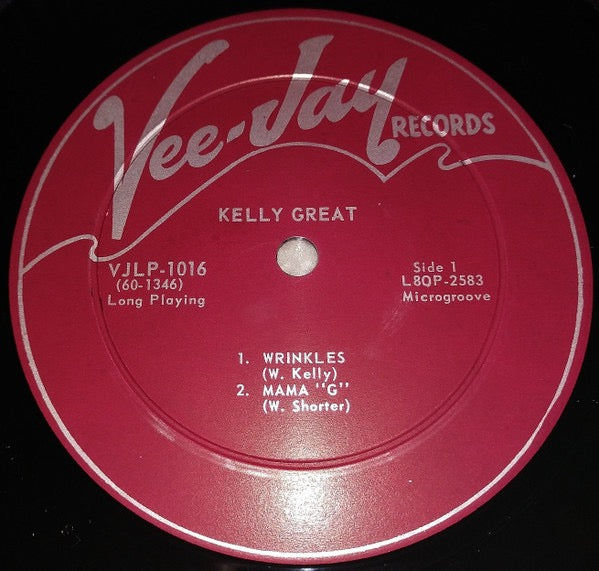 Vee-Jay RECORDS
KELLY GREAT
VJLP-1016
(60-1346)
Long Playing
Side 1
L8OP-2583
Microgroove
1. WRINKLES
(W. Kelly)
2. MAMA "G"
(W. Shorter)